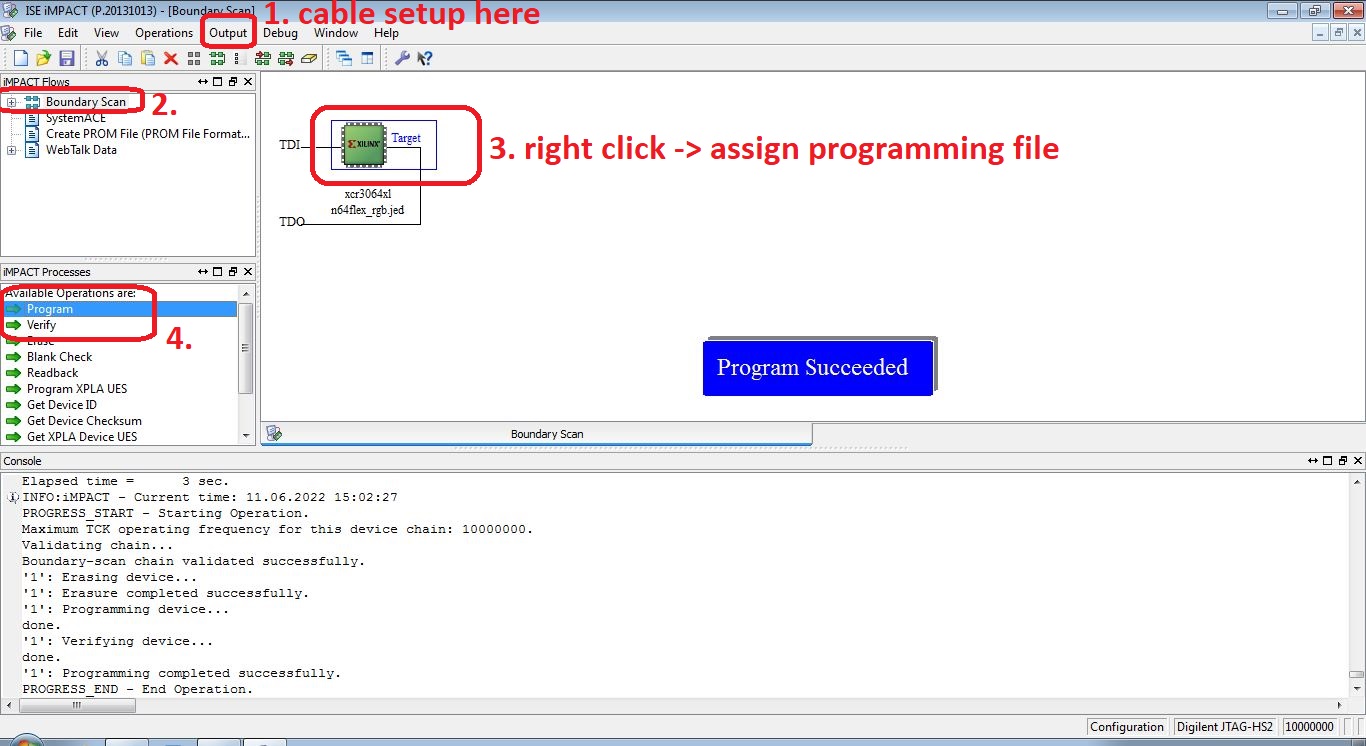 ISE iMPACT (P.20131013) - [Boundary Scan]
1. cable setup here
File Edit View Operations Output Debug Window Help
iMPACT Flows
Boundary Scan
2.
SystemACE
Create PROM File (PROM File Format...
WebTalk Data
TDI
XILINX
Target
3. right click -> assign programming file
xcr3064xl
n64flex_rgb.jed
TDO
iMPACT Processes
Available Operations are:
Program
Verify
4.
Erase
Blank Check
Readback
Program XPLA UES
Get Device ID
Get Device Checksum
Get XPLA Device UES
Program Succeeded
Boundary Scan
Console
Elapsed time =      3 sec.
INFO:iMPACT - Current time: 11.06.2022 15:02:27
PROGRESS_START - Starting Operation.
Maximum TCK operating frequency for this device chain: 10000000.
Validating chain...
Boundary-scan chain validated successfully.
'1': Erasing device...
'1': Erasure completed successfully.
'1': Programming device...
done.
'1': Verifying device...
done.
'1': Programming completed successfully.
PROGRESS_END - End Operation.
Configuration Digilent JTAG-HS2 10000000